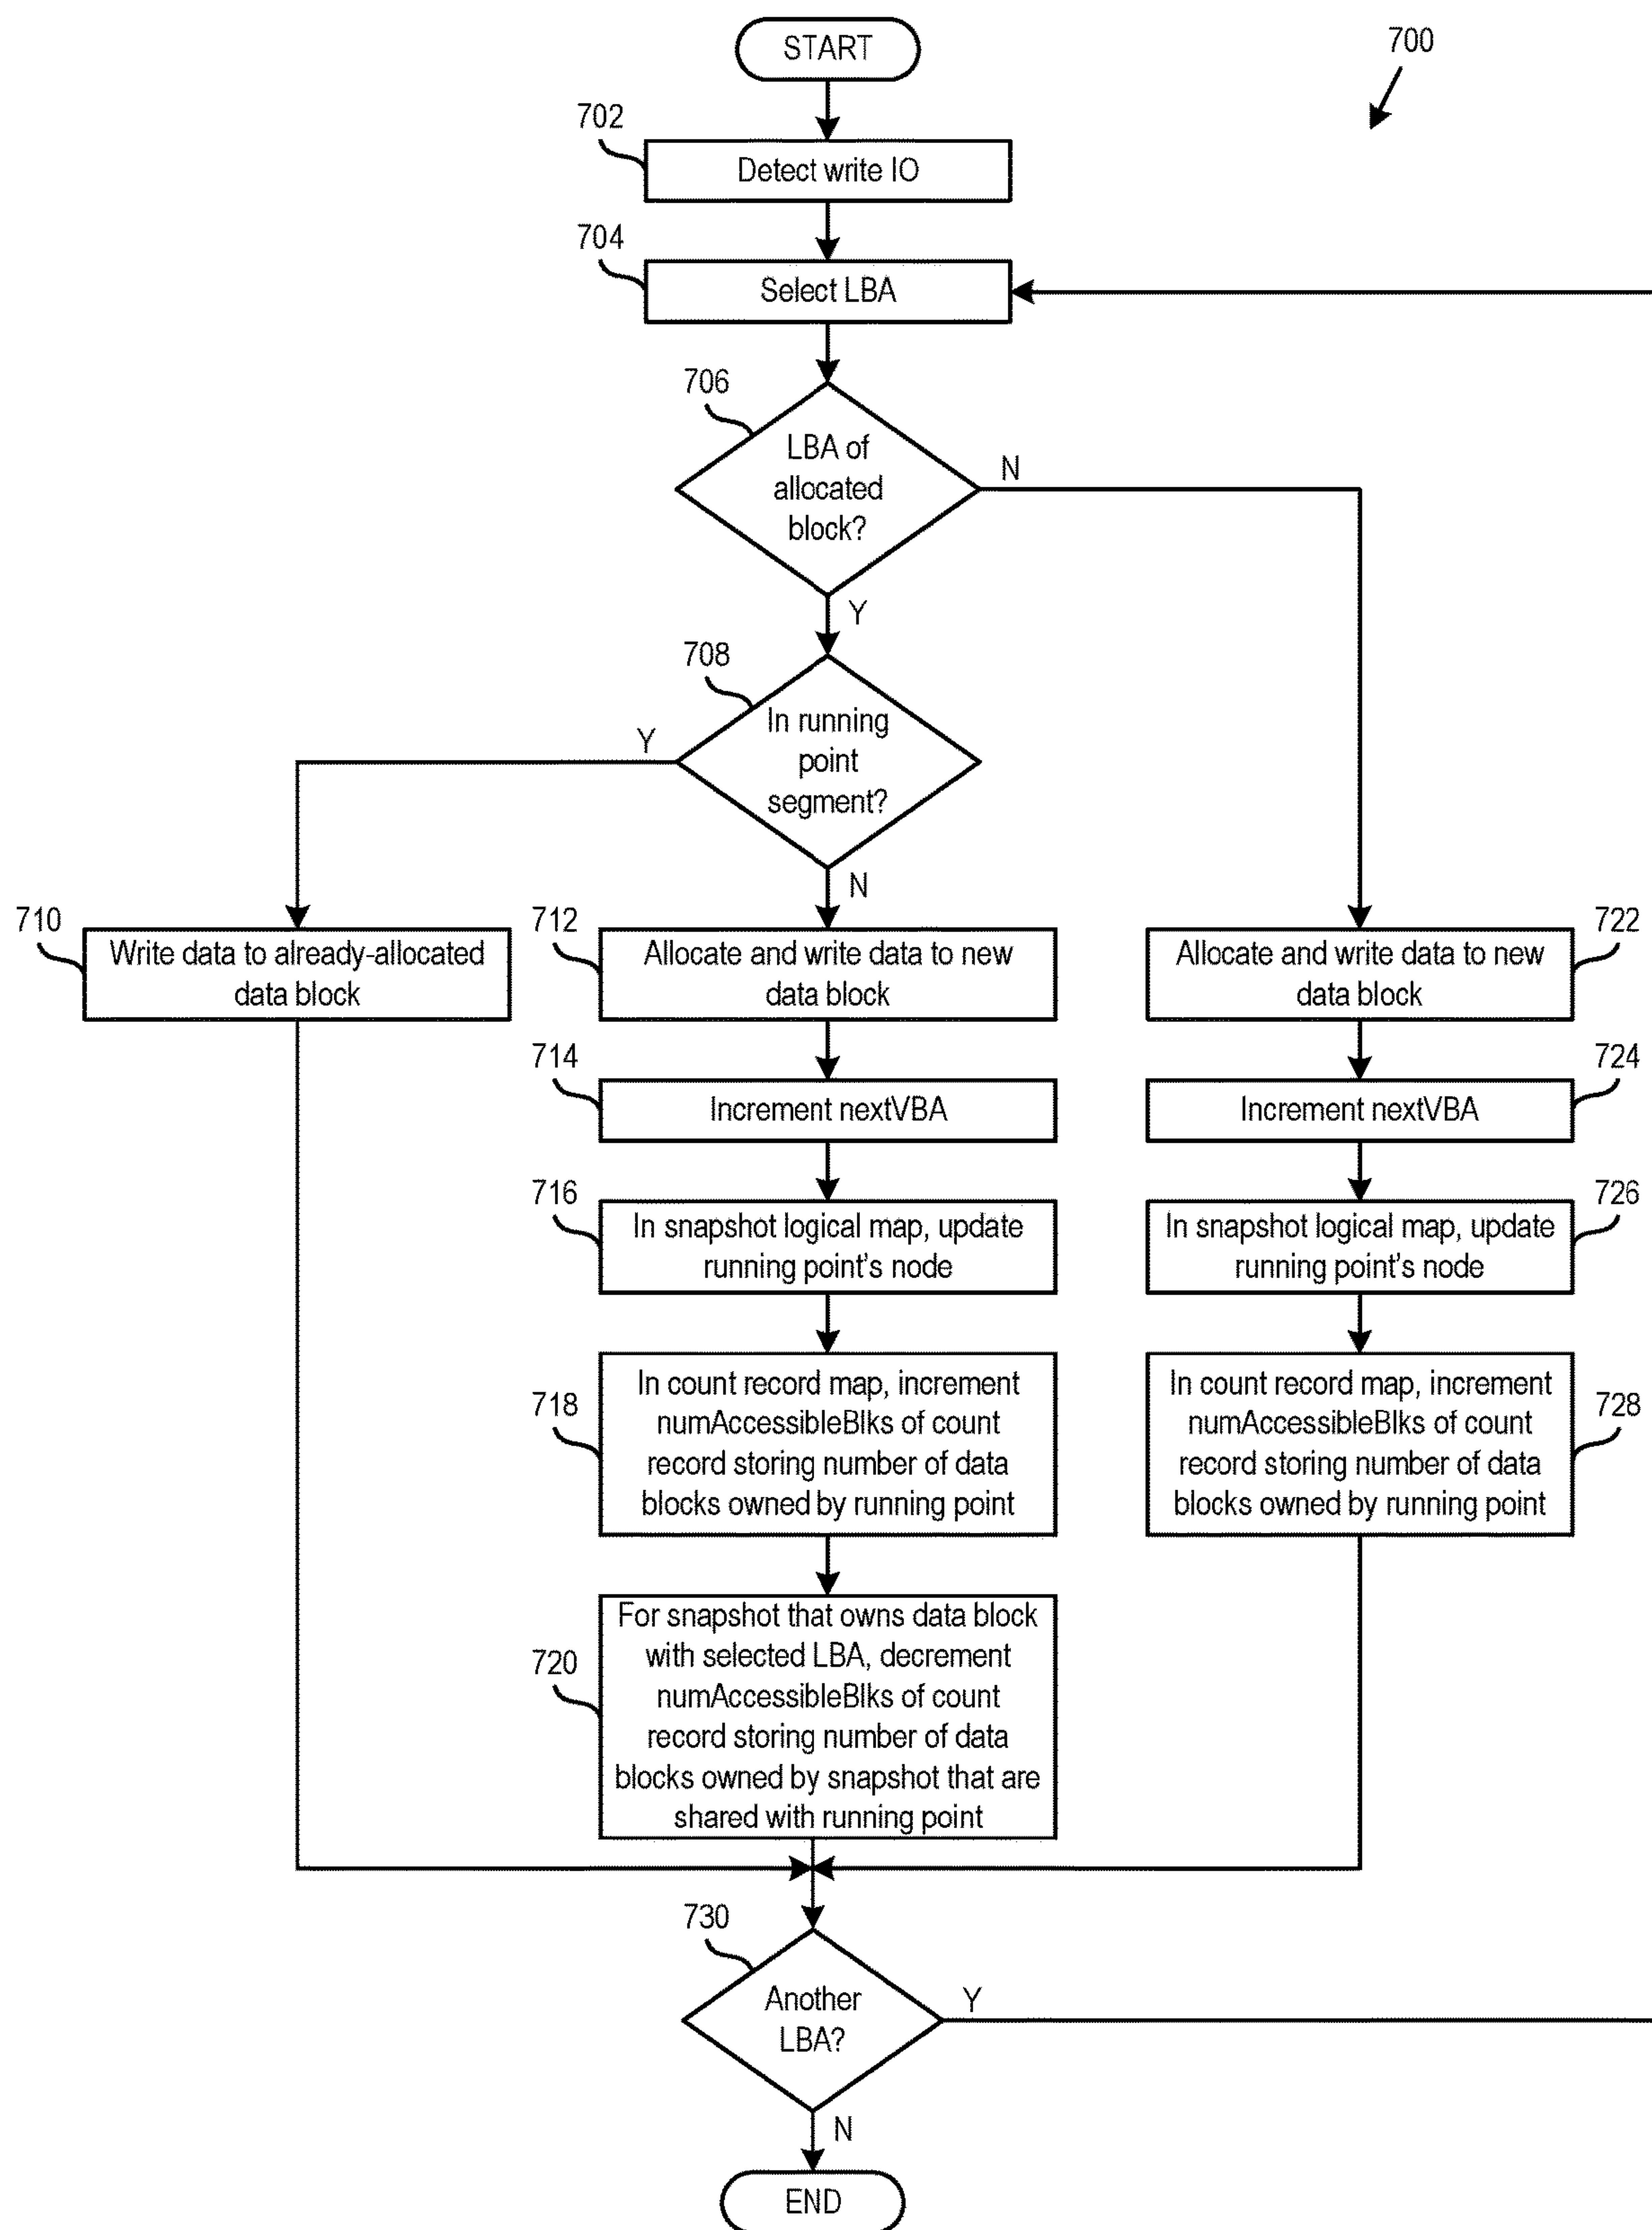 START
700
702
Detect write IO
704
Select LBA
706
LBA of
allocated
block?
N
Y
708
In running
point
segment?
Y
N
710
Write data to already-allocated
data block
712
Allocate and write data to new
data block
722
Allocate and write data to new
data block
714
Increment nextVBA
724
Increment nextVBA
716
In snapshot logical map, update
running point's node
726
In snapshot logical map, update
running point's node
718
In count record map, increment
numAccessibleBlks of count
record storing number of data
blocks owned by running point
728
In count record map, increment
numAccessibleBlks of count
record storing number of data
blocks owned by running point
720
For snapshot that owns data block
with selected LBA, decrement
numAccessibleBlks of count
record storing number of data
blocks owned by snapshot that are
shared with running point
730
Another
LBA?
Y
N
END